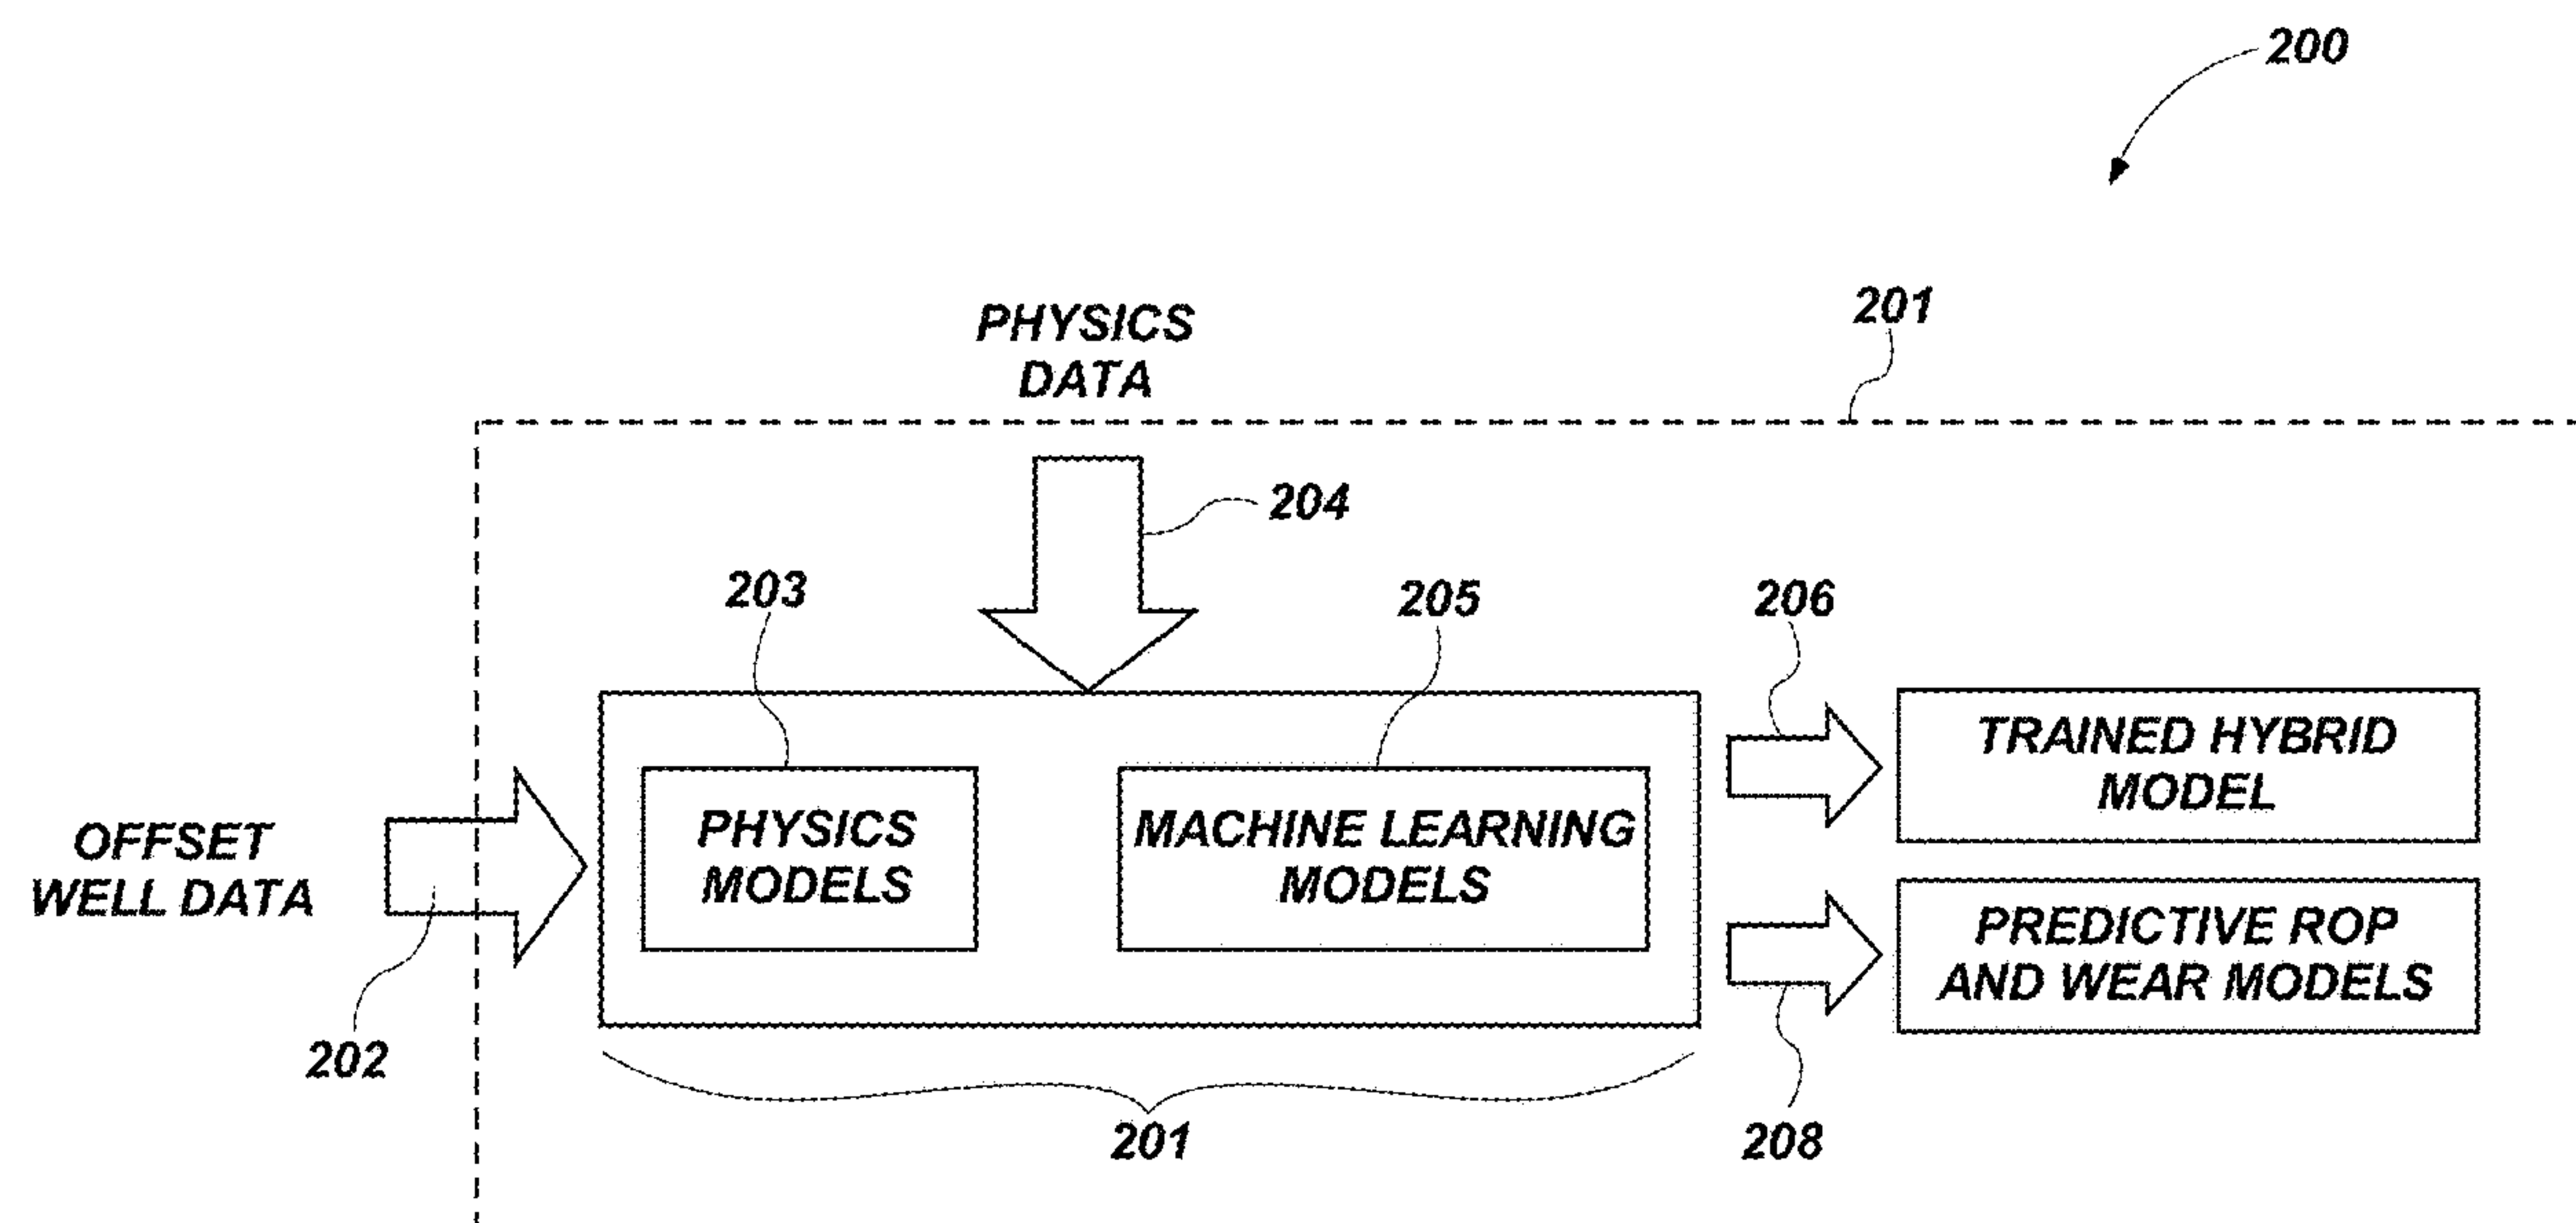 200
201
PHYSICS
DATA
204
203
205
206
TRAINED HYBRID
MODEL
PHYSICS
MODELS
MACHINE LEARNING
MODELS
OFFSET
WELL DATA
PREDICTIVE ROP
AND WEAR MODELS
202
201
208